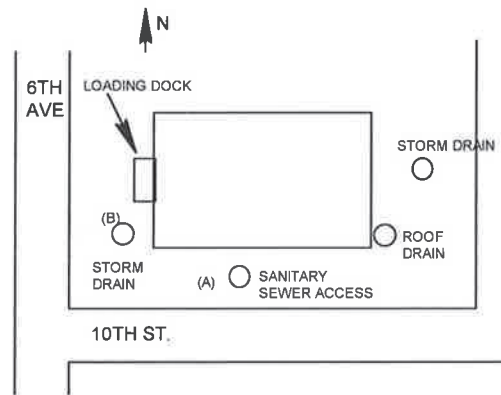 N
6TH
AVE
LOADING DOCK
STORM DRAIN
(B)
STORM
DRAIN
ROOF
DRAIN
(A)
SANITARY
SEWER ACCESS
10TH ST.